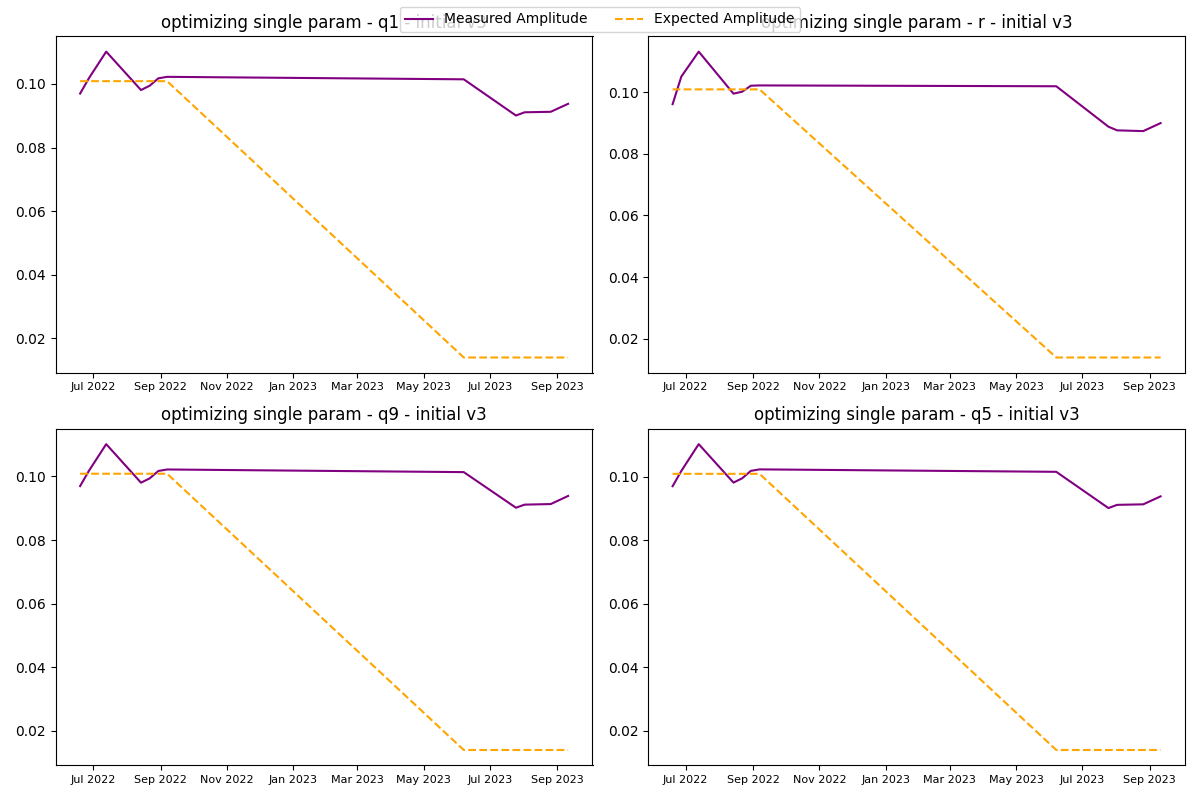 Measured Amplitude Expected Amplitude
optimizing single param - q1 - initial v3
0.10
0.08
0.06
0.04
0.02
Jul 2022 Sep 2022 Nov 2022 Jan 2023 Mar 2023 May 2023 Jul 2023 Sep 2023
optimizing single param - r - initial v3
0.10
0.08
0.06
0.04
0.02
Jul 2022 Sep 2022 Nov 2022 Jan 2023 Mar 2023 May 2023 Jul 2023 Sep 2023
optimizing single param - q9 - initial v3
0.10
0.08
0.06
0.04
0.02
Jul 2022 Sep 2022 Nov 2022 Jan 2023 Mar 2023 May 2023 Jul 2023 Sep 2023
optimizing single param - q5 - initial v3
0.10
0.08
0.06
0.04
0.02
Jul 2022 Sep 2022 Nov 2022 Jan 2023 Mar 2023 May 2023 Jul 2023 Sep 2023